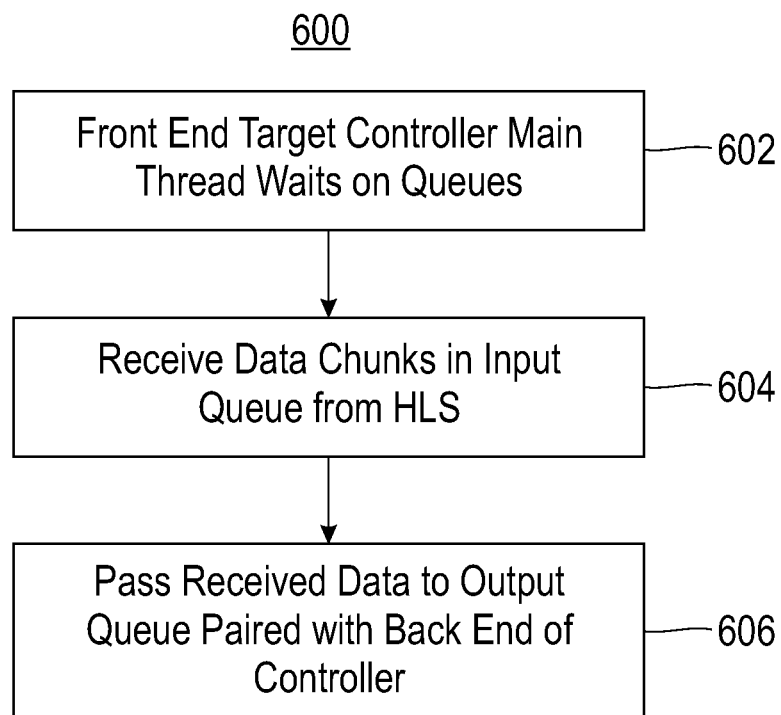 600
Front End Target Controller Main
Thread Waits on Queues
602
Receive Data Chunks in Input
Queue from HLS
604
Pass Received Data to Output
Queue Paired with Back End of
Controller
606